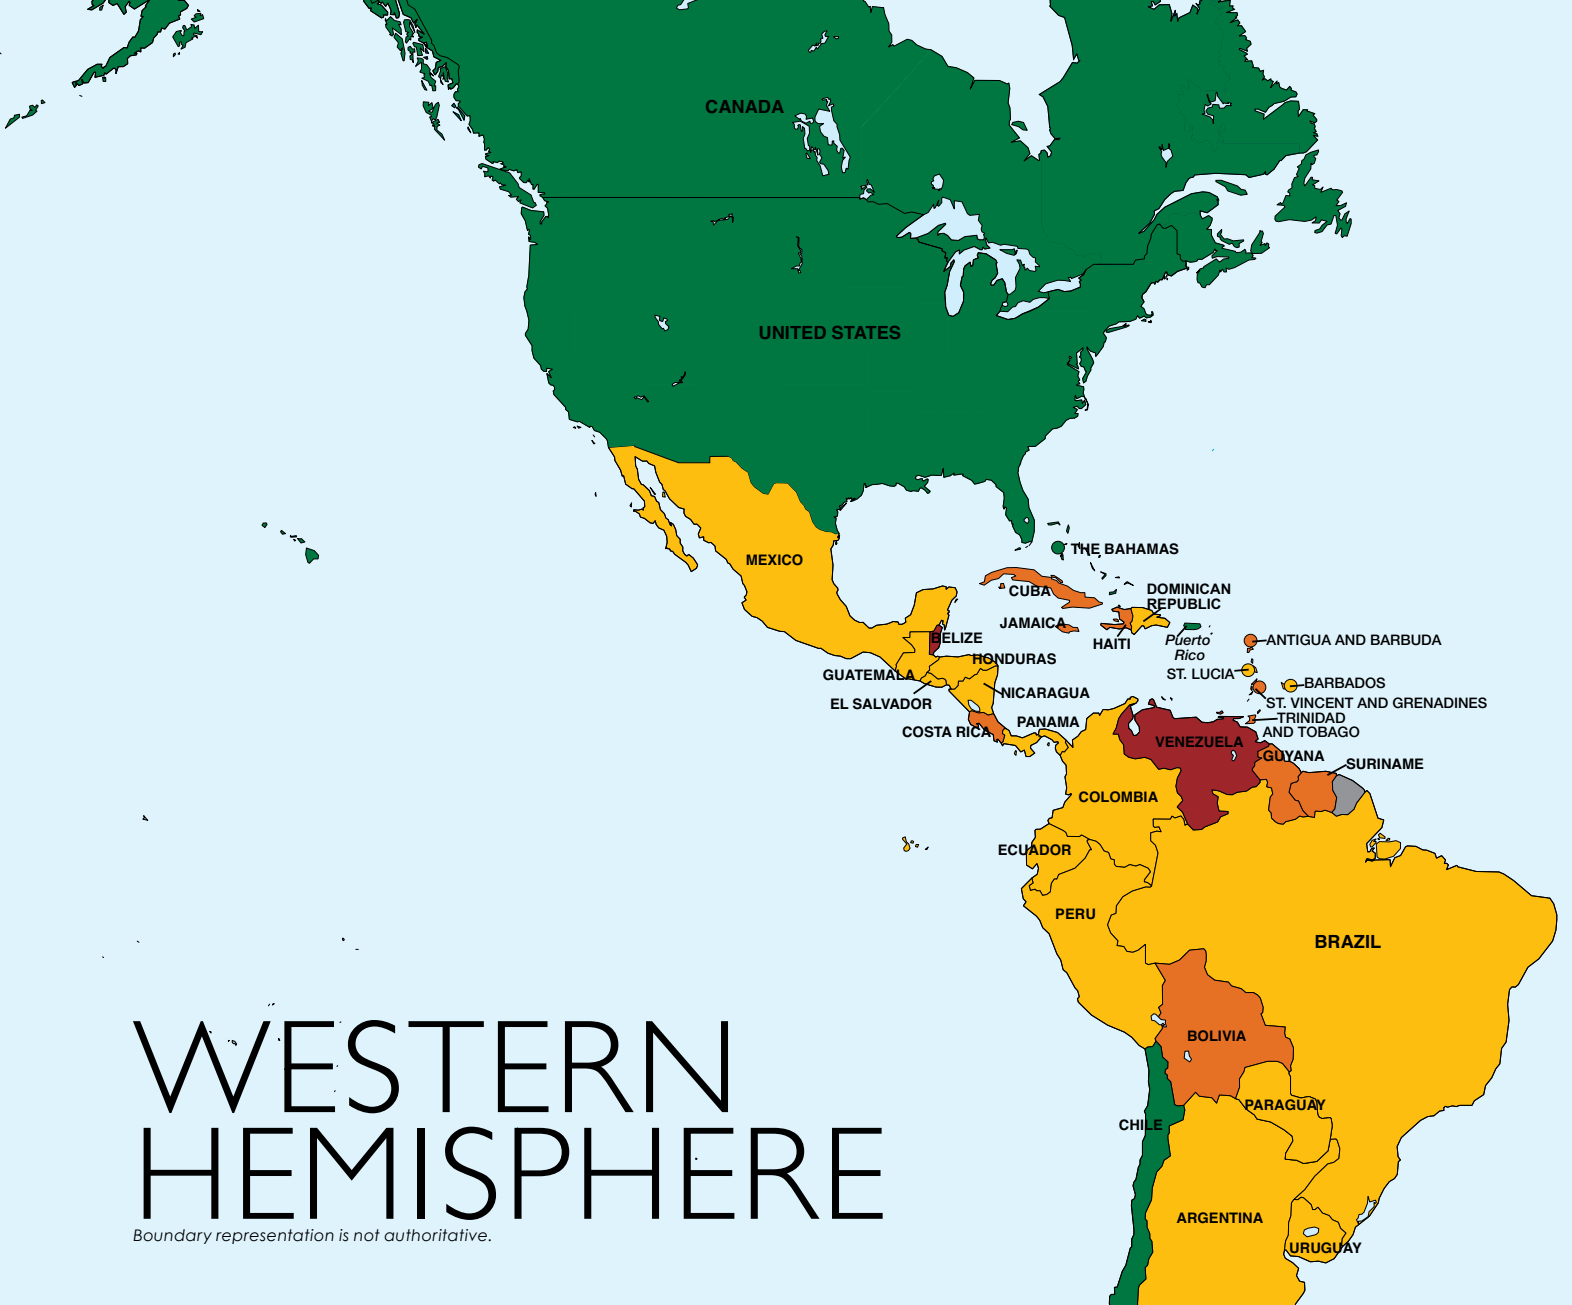 CANADA
UNITED STATES
MEXICO
THE BAHAMAS
CUBA
DOMINICAN
REPUBLIC
JAMAICA
HAITI
Puerto
Rico
BELIZE
ANTIGUA AND BARBUDA
HONDURAS
GUATEMALA
ST. LUCIA
BARBADOS
EL SALVADOR
NICARAGUA
ST. VINCENT AND GRENADINES
COSTA RICA
PANAMA
TRINIDAD
AND TOBAGO
VENEZUELA
GUYANA
SURINAME
COLOMBIA
ECUADOR
PERU
BRAZIL
BOLIVIA
PARAGUAY
CHILE
ARGENTINA
URUGUAY
WESTERN
HEMISPHERE
Boundary representation is not authoritative.